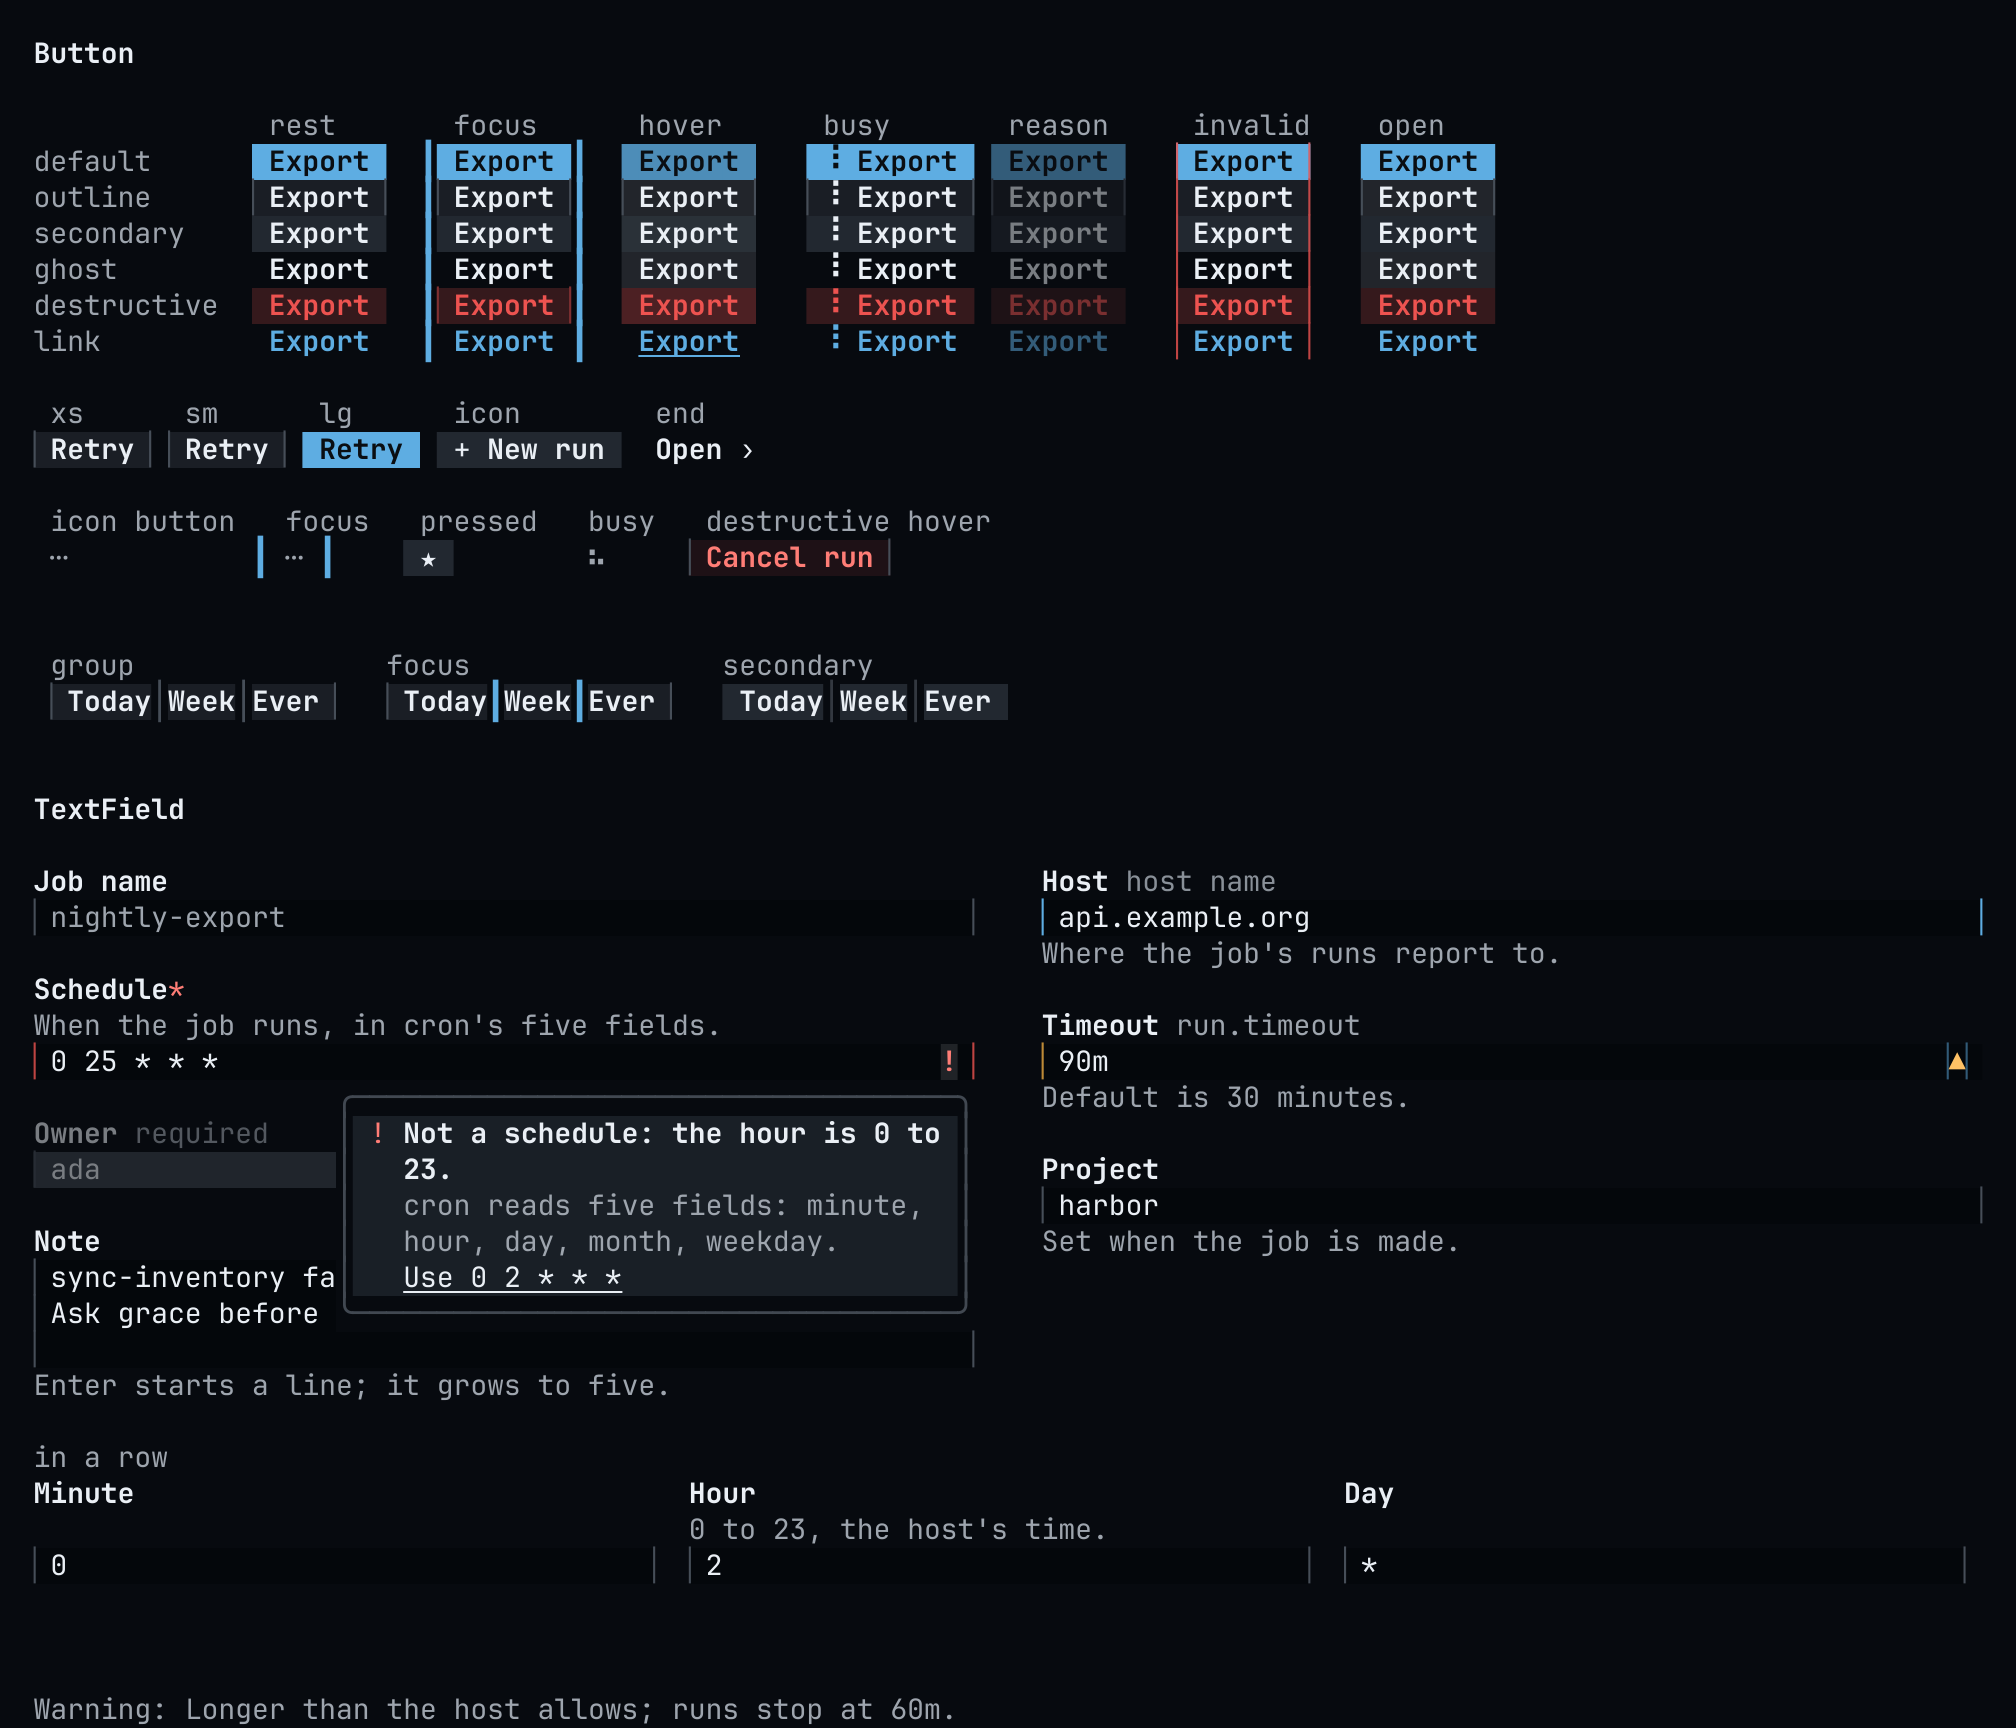 Button
rest focus hover busy reason invalid open
default Export Export Export Export Export Export Export
outline Export Export Export Export Export Export Export
secondary Export Export Export Export Export Export Export
ghost Export Export Export Export Export Export Export
destructive Export Export Export Export Export Export Export
link Export Export Export Export Export Export Export
xs sm lg icon end
Retry Retry Retry + New run Open ›
icon button focus pressed busy destructive hover
… … ★ Cancel run
group focus secondary
Today Week Ever Today Week Ever Today Week Ever
TextField
Job name
nightly-export
Host host name
api.example.org
Where the job's runs report to.
Schedule*
When the job runs, in cron's five fields.
0 25 * * * !
Timeout run.timeout
90m ▲
Default is 30 minutes.
Owner required
ada
! Not a schedule: the hour is 0 to
23.
cron reads five fields: minute,
hour, day, month, weekday.
Use 0 2 * * *
Project
harbor
Set when the job is made.
Note
sync-inventory fa
Ask grace before
Enter starts a line; it grows to five.
in a row
Minute
0
Hour
0 to 23, the host's time.
2
Day
*
Warning: Longer than the host allows; runs stop at 60m.